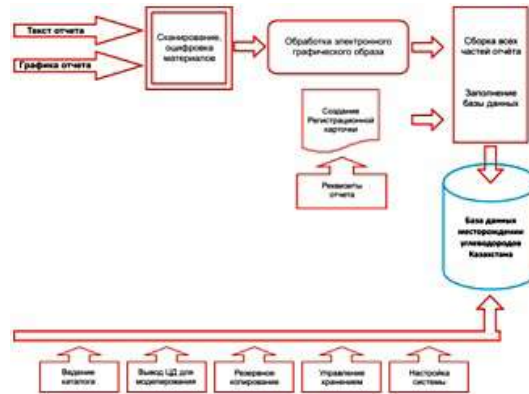 Текст отчета
Графика отчета
Сканирование,
оцифровка
материалов
Обработка электронного
графического образа
Сборка всех
частей отчёта
Заполнение
базы данных
Создание
Регистрационной
карточки
Реквизиты
отчета
База данных
месторождении
углеводородов
Казахстана
Ведение
каталога
Вывод ЦД для
моделирования
Резервное
копирование
Управление
хранением
Настройка
системы